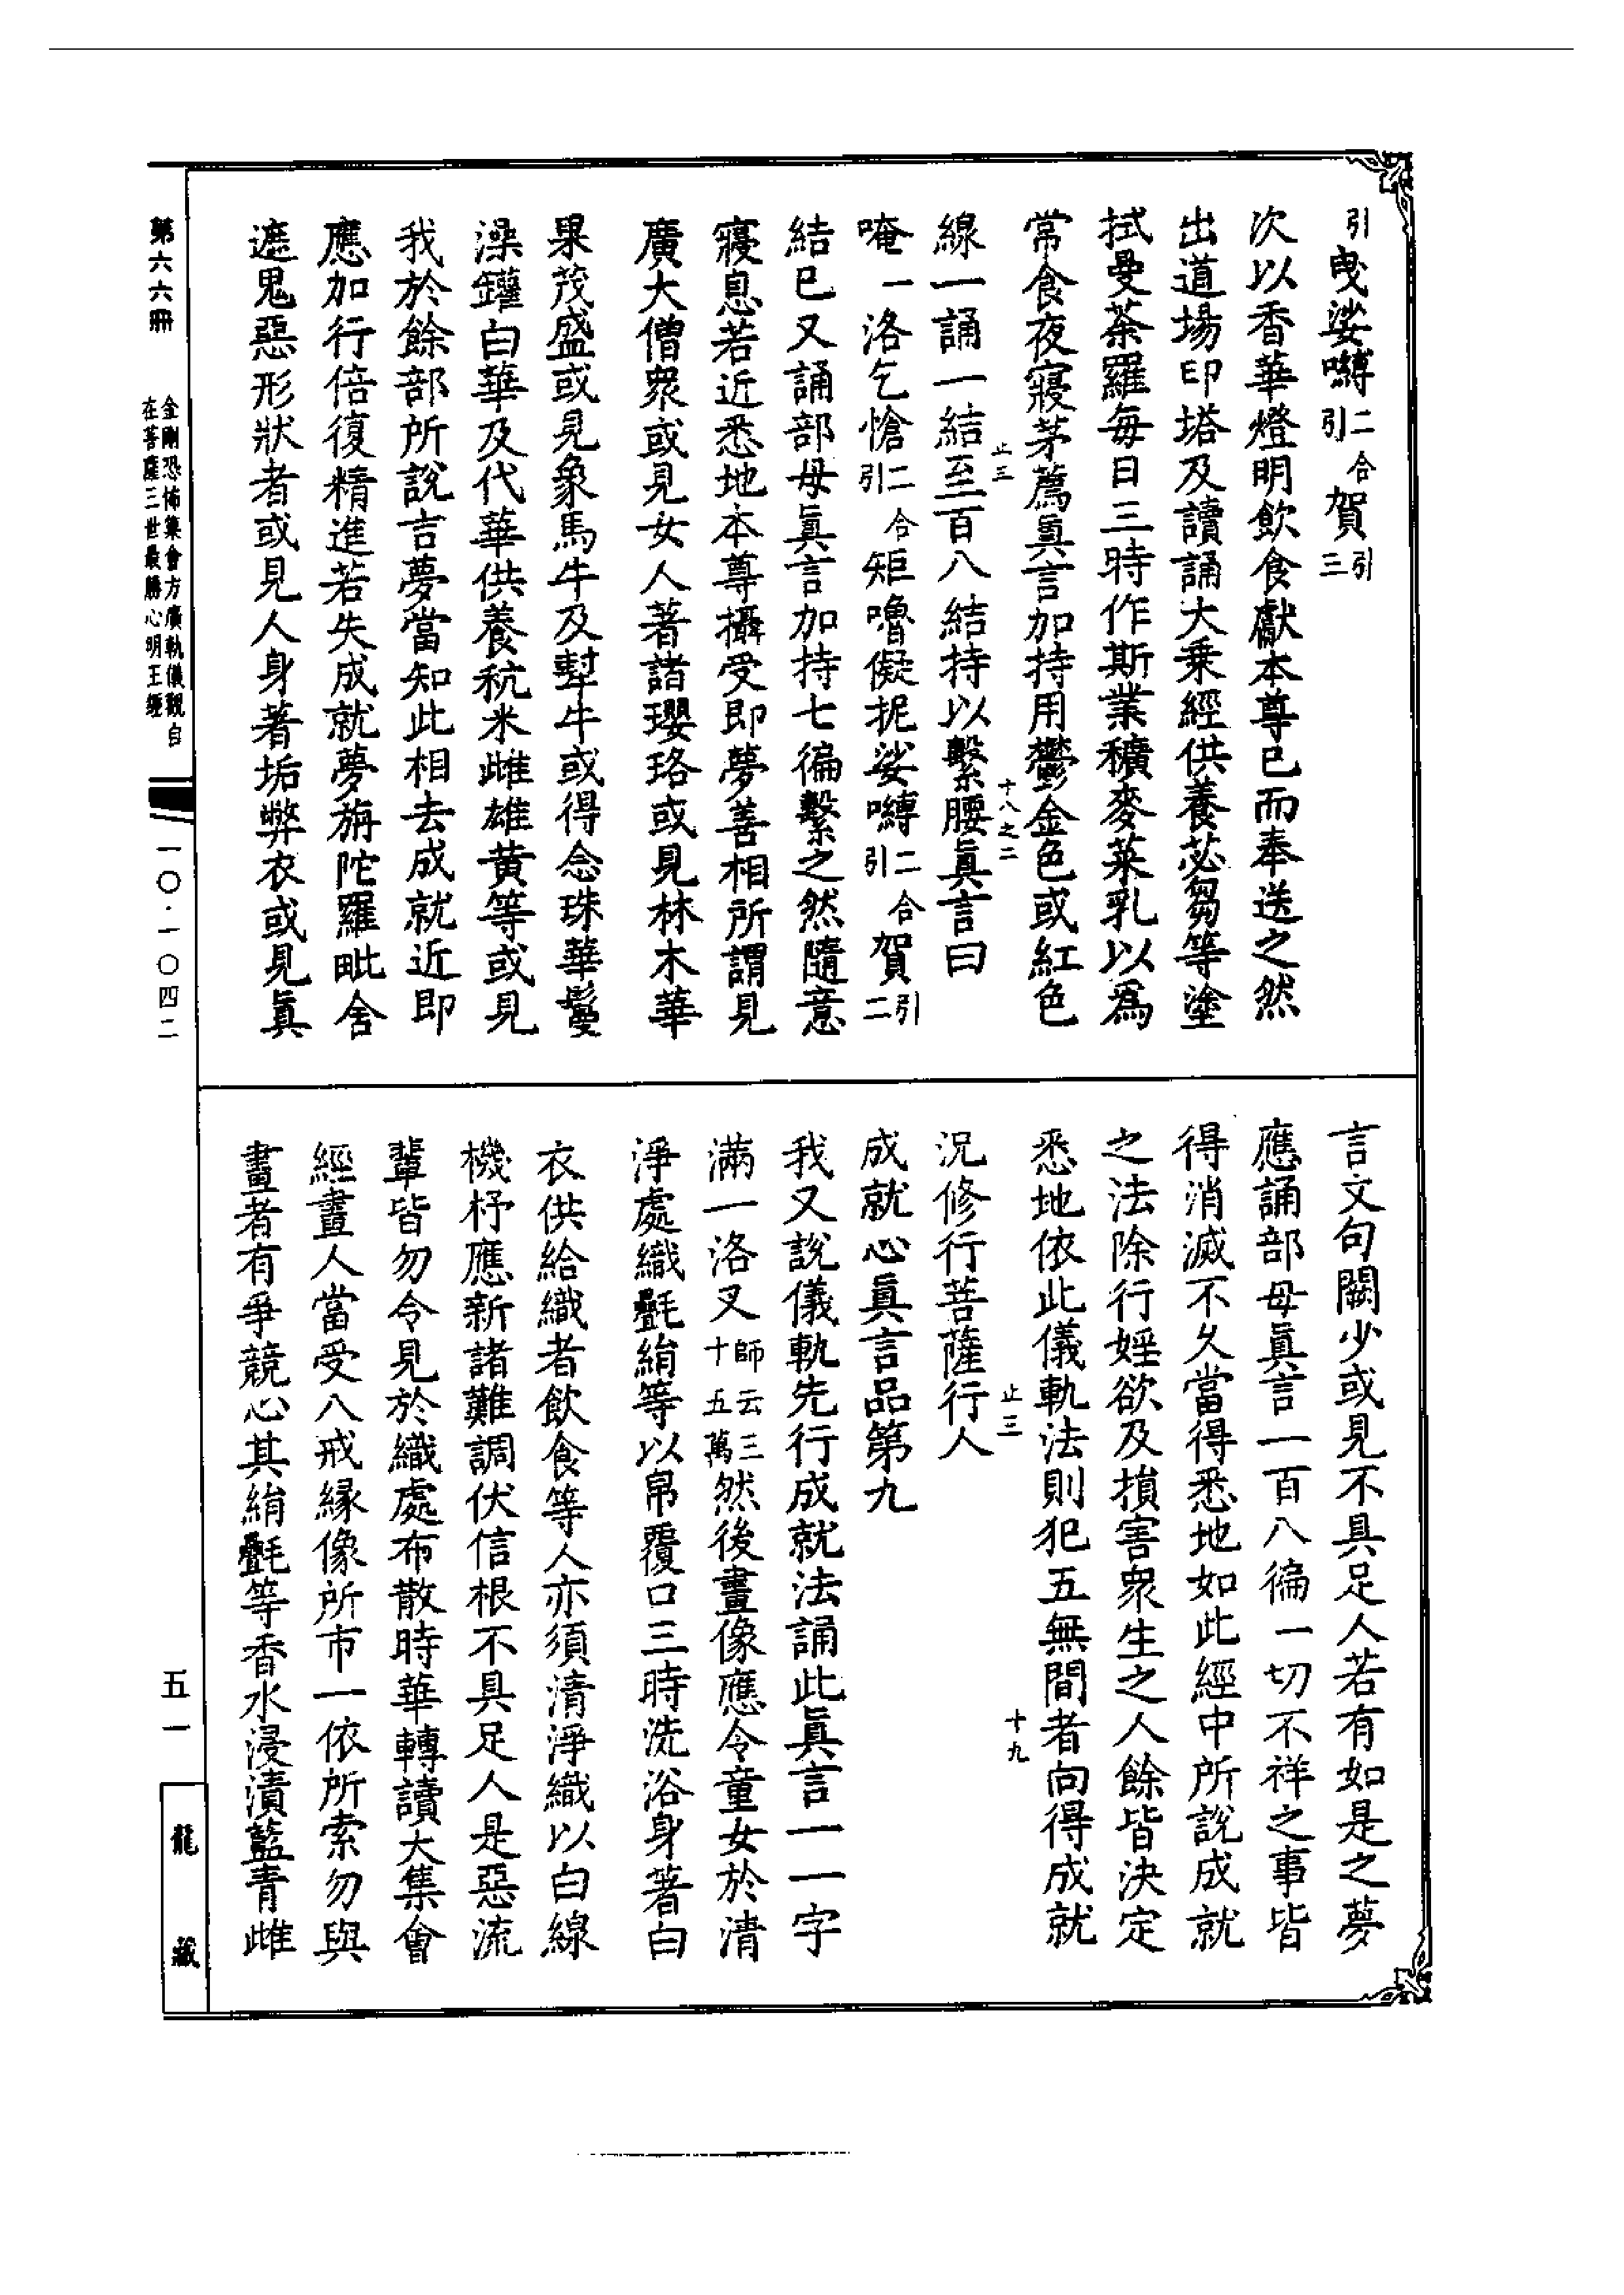 引曳娑嚩二合引賀引三
次以香華燈明飲食獻本尊已而奉送之然
出道場印塔及讀誦大乗經供養苾芻等塗
拭曼荼羅每日三時作斯業穬麥菜乳以爲
常食夜寢茅薦眞言加持用鬱金色或紅色
止三 十八之二
線一誦一結至百八結持以繫腰眞言曰
唵一洛乞愴二合引矩嚕儗抳娑嚩二合引賀引二
結已又誦部母眞言加持七徧繫之然隨意
寢息若近悉地本尊攝受即夢善相所謂見
廣大僧衆或見女人著諸瓔珞或見林木華
果茂盛或見象馬牛及犎牛或得念珠華鬘
澡鑵白華及代華供養秔米雌雄黄等或見
我於餘部所說言夢當知此相去成就近即
應加行倍復精進若失成就夢旃陀羅毗舍
遮鬼惡形狀者或見人身著垢弊衣或見眞
言文句闕少或見不具足人若有如是之夢
應誦部母眞言一百八徧一切不祥之事皆
得消滅不久當得悉地如此經中所說成就
之法除行婬欲及損害衆生之人餘皆決定
悉地依此儀軌法則犯五無間者向得成就
止三 十九
況修行菩薩行人
成就心眞言品第九
我又說儀軌先行成就法誦此眞言一一字
滿一洛叉師云三十五萬然後畫像應令童女於清
淨處織㲲絹等以帛覆口三時洗浴身著白
衣供給織者飲食等人亦須清淨織以白線
機杼應新諸難調伏信根不具足人是惡流
輩皆勿令見於織處布散時華轉讀大集會
經畫人當受八戒緣像所市一依所索勿與
畫者有爭競心其絹㲲等香水浸漬藍青雌
第六六冊
金剛恐怖集會方廣軌儀觀自
在菩薩三世最勝心明王經
一〇·一〇四二
五一
龍藏